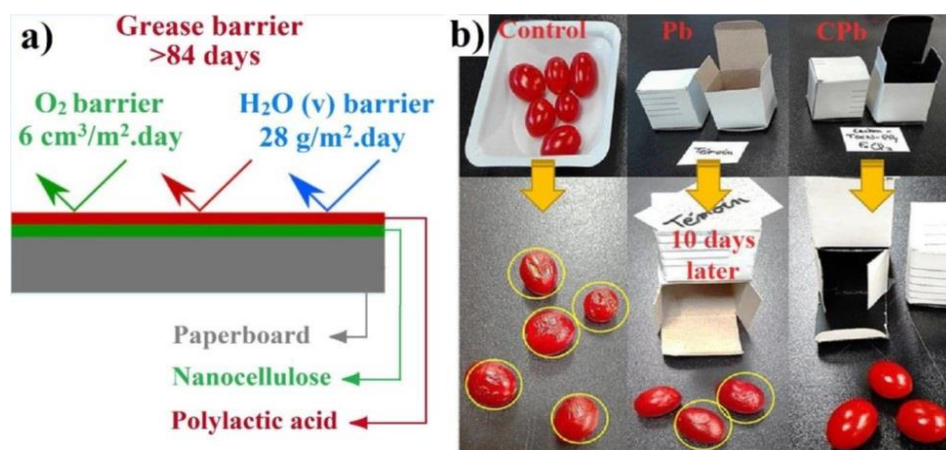 a)
Grease barrier
>84 days
O₂ barrier
6 cm³/m².day
H₂O (v) barrier
28 g/m².day
Paperboard
Nanocellulose
Polylactic acid
b)
Control
Pb
CPb
Témoin
Témoin
10 days
later